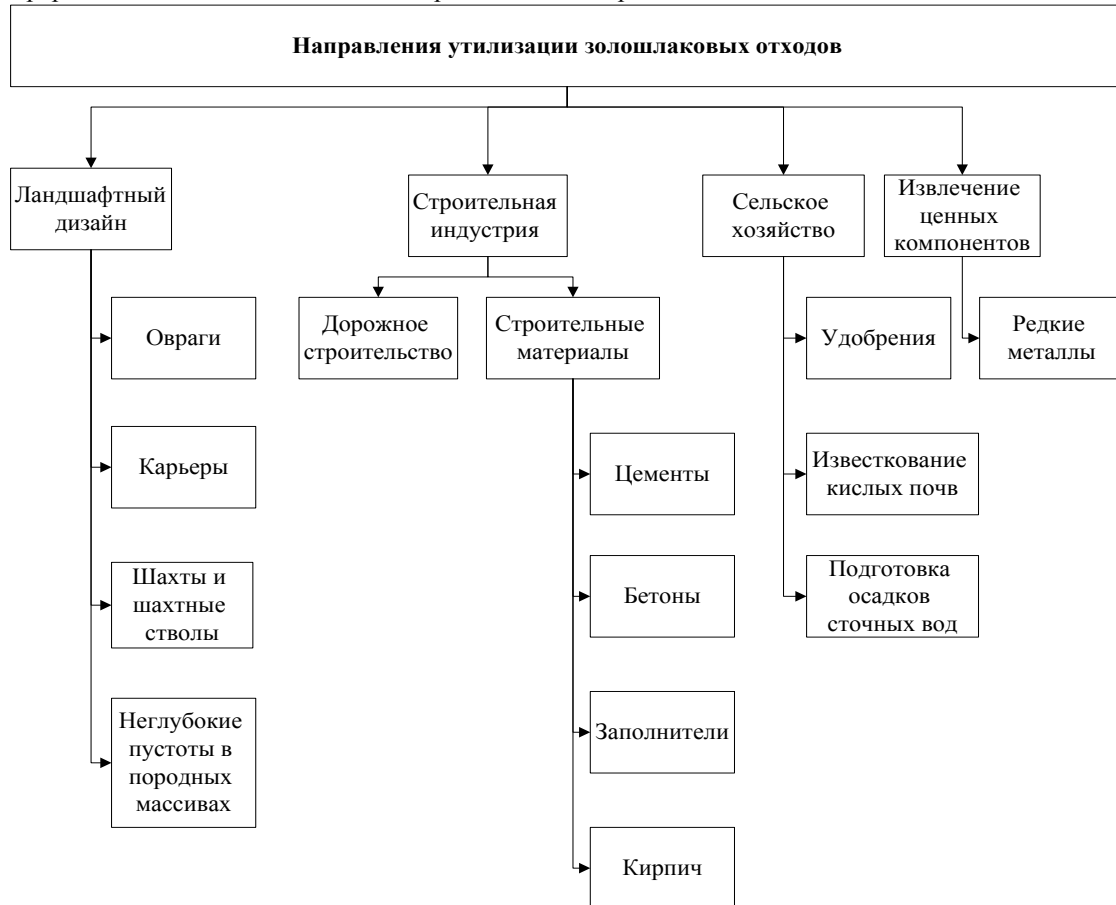 Направления утилизации золошлаковых отходов
Ландшафтный
дизайн
Строительная
индустрия
Сельское
хозяйство
Извлечение
ценных
компонентов
Овраги
Дорожное
строительство
Строительные
материалы
Удобрения
Редкие
металлы
Карьеры
Цементы
Известкование
кислых почв
Шахты и
шахтные
стволы
Бетоны
Подготовка
осадков
сточных вод
Неглубокие
пустоты в
породных
массивах
Заполнители
Кирпич